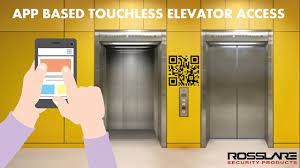 APP BASED TOUCHLESS ELEVATOR ACCESS
ROSSLARE
SECURITY PRODUCTS